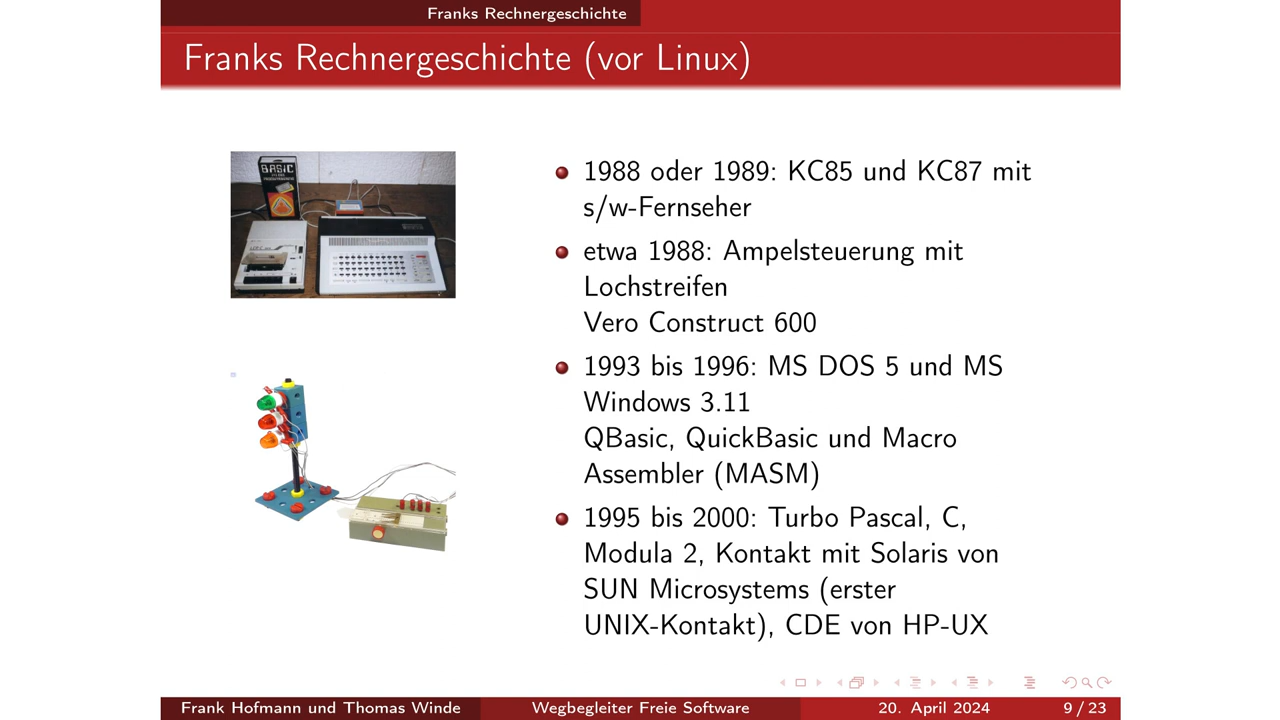 Franks Rechnergeschichte
Franks Rechnergeschichte (vor Linux)
BASIC
1988 oder 1989: KC85 und KC87 mit
s/w-Fernseher
etwa 1988: Ampelsteuerung mit
Lochstreifen
Vero Construct 600
1993 bis 1996: MS DOS 5 und MS
Windows 3.11
QBasic, QuickBasic und Macro
Assembler (MASM)
1995 bis 2000: Turbo Pascal, C,
Modula 2, Kontakt mit Solaris von
SUN Microsystems (erster
UNIX-Kontakt), CDE von HP-UX
Frank Hofmann und Thomas Winde
Wegbegleiter Freie Software
20. April 2024
9 / 23